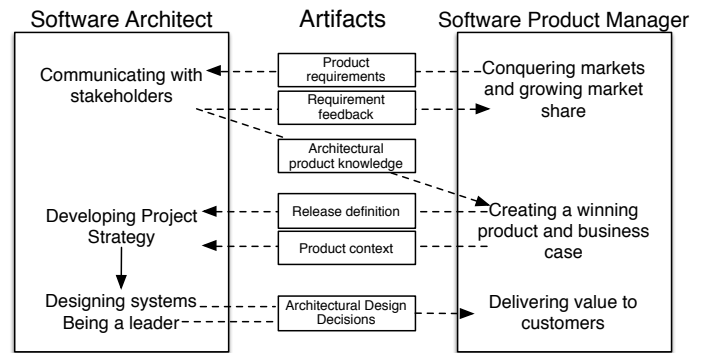 Software Architect
Artifacts
Software Product Manager
Communicating with
stakeholders
Product
requirements
Requirement
feedback
Architectural
product knowledge
Conquering markets
and growing market
share
Developing Project
Strategy
Release definition
Product context
Creating a winning
product and business
case
Designing systems
Being a leader
Architectural Design
Decisions
Delivering value to
customers